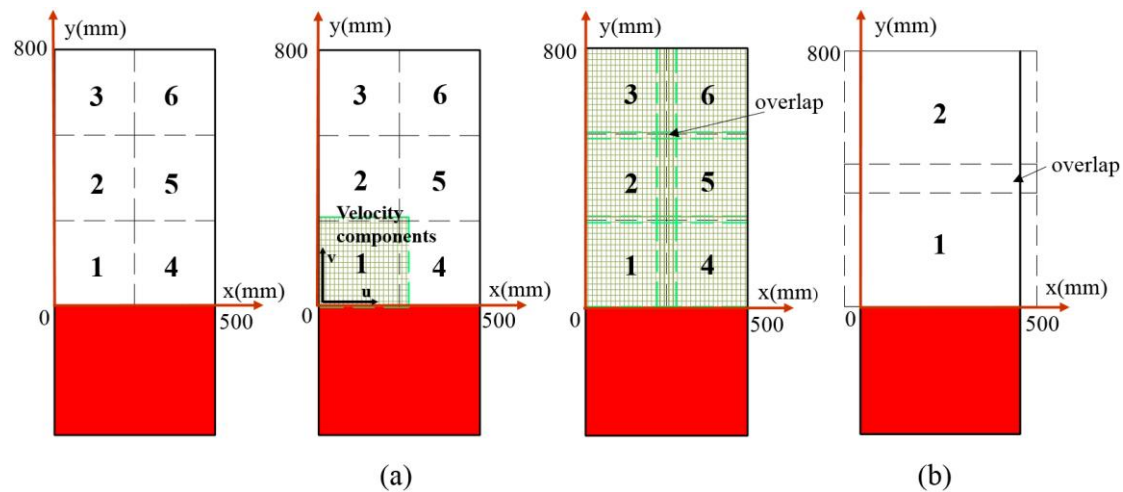 y(mm)
800
3 6
2 5
1 4
x(mm)
0
500
y(mm)
800
3 6
2 5
Velocity
components
v
1 4
u
x(mm)
0
500
y(mm)
800
3 6
overlap
2 5
1 4
x(mm)
0
500
y(mm)
800
2
overlap
1
x(mm)
0
500
(a)
(b)